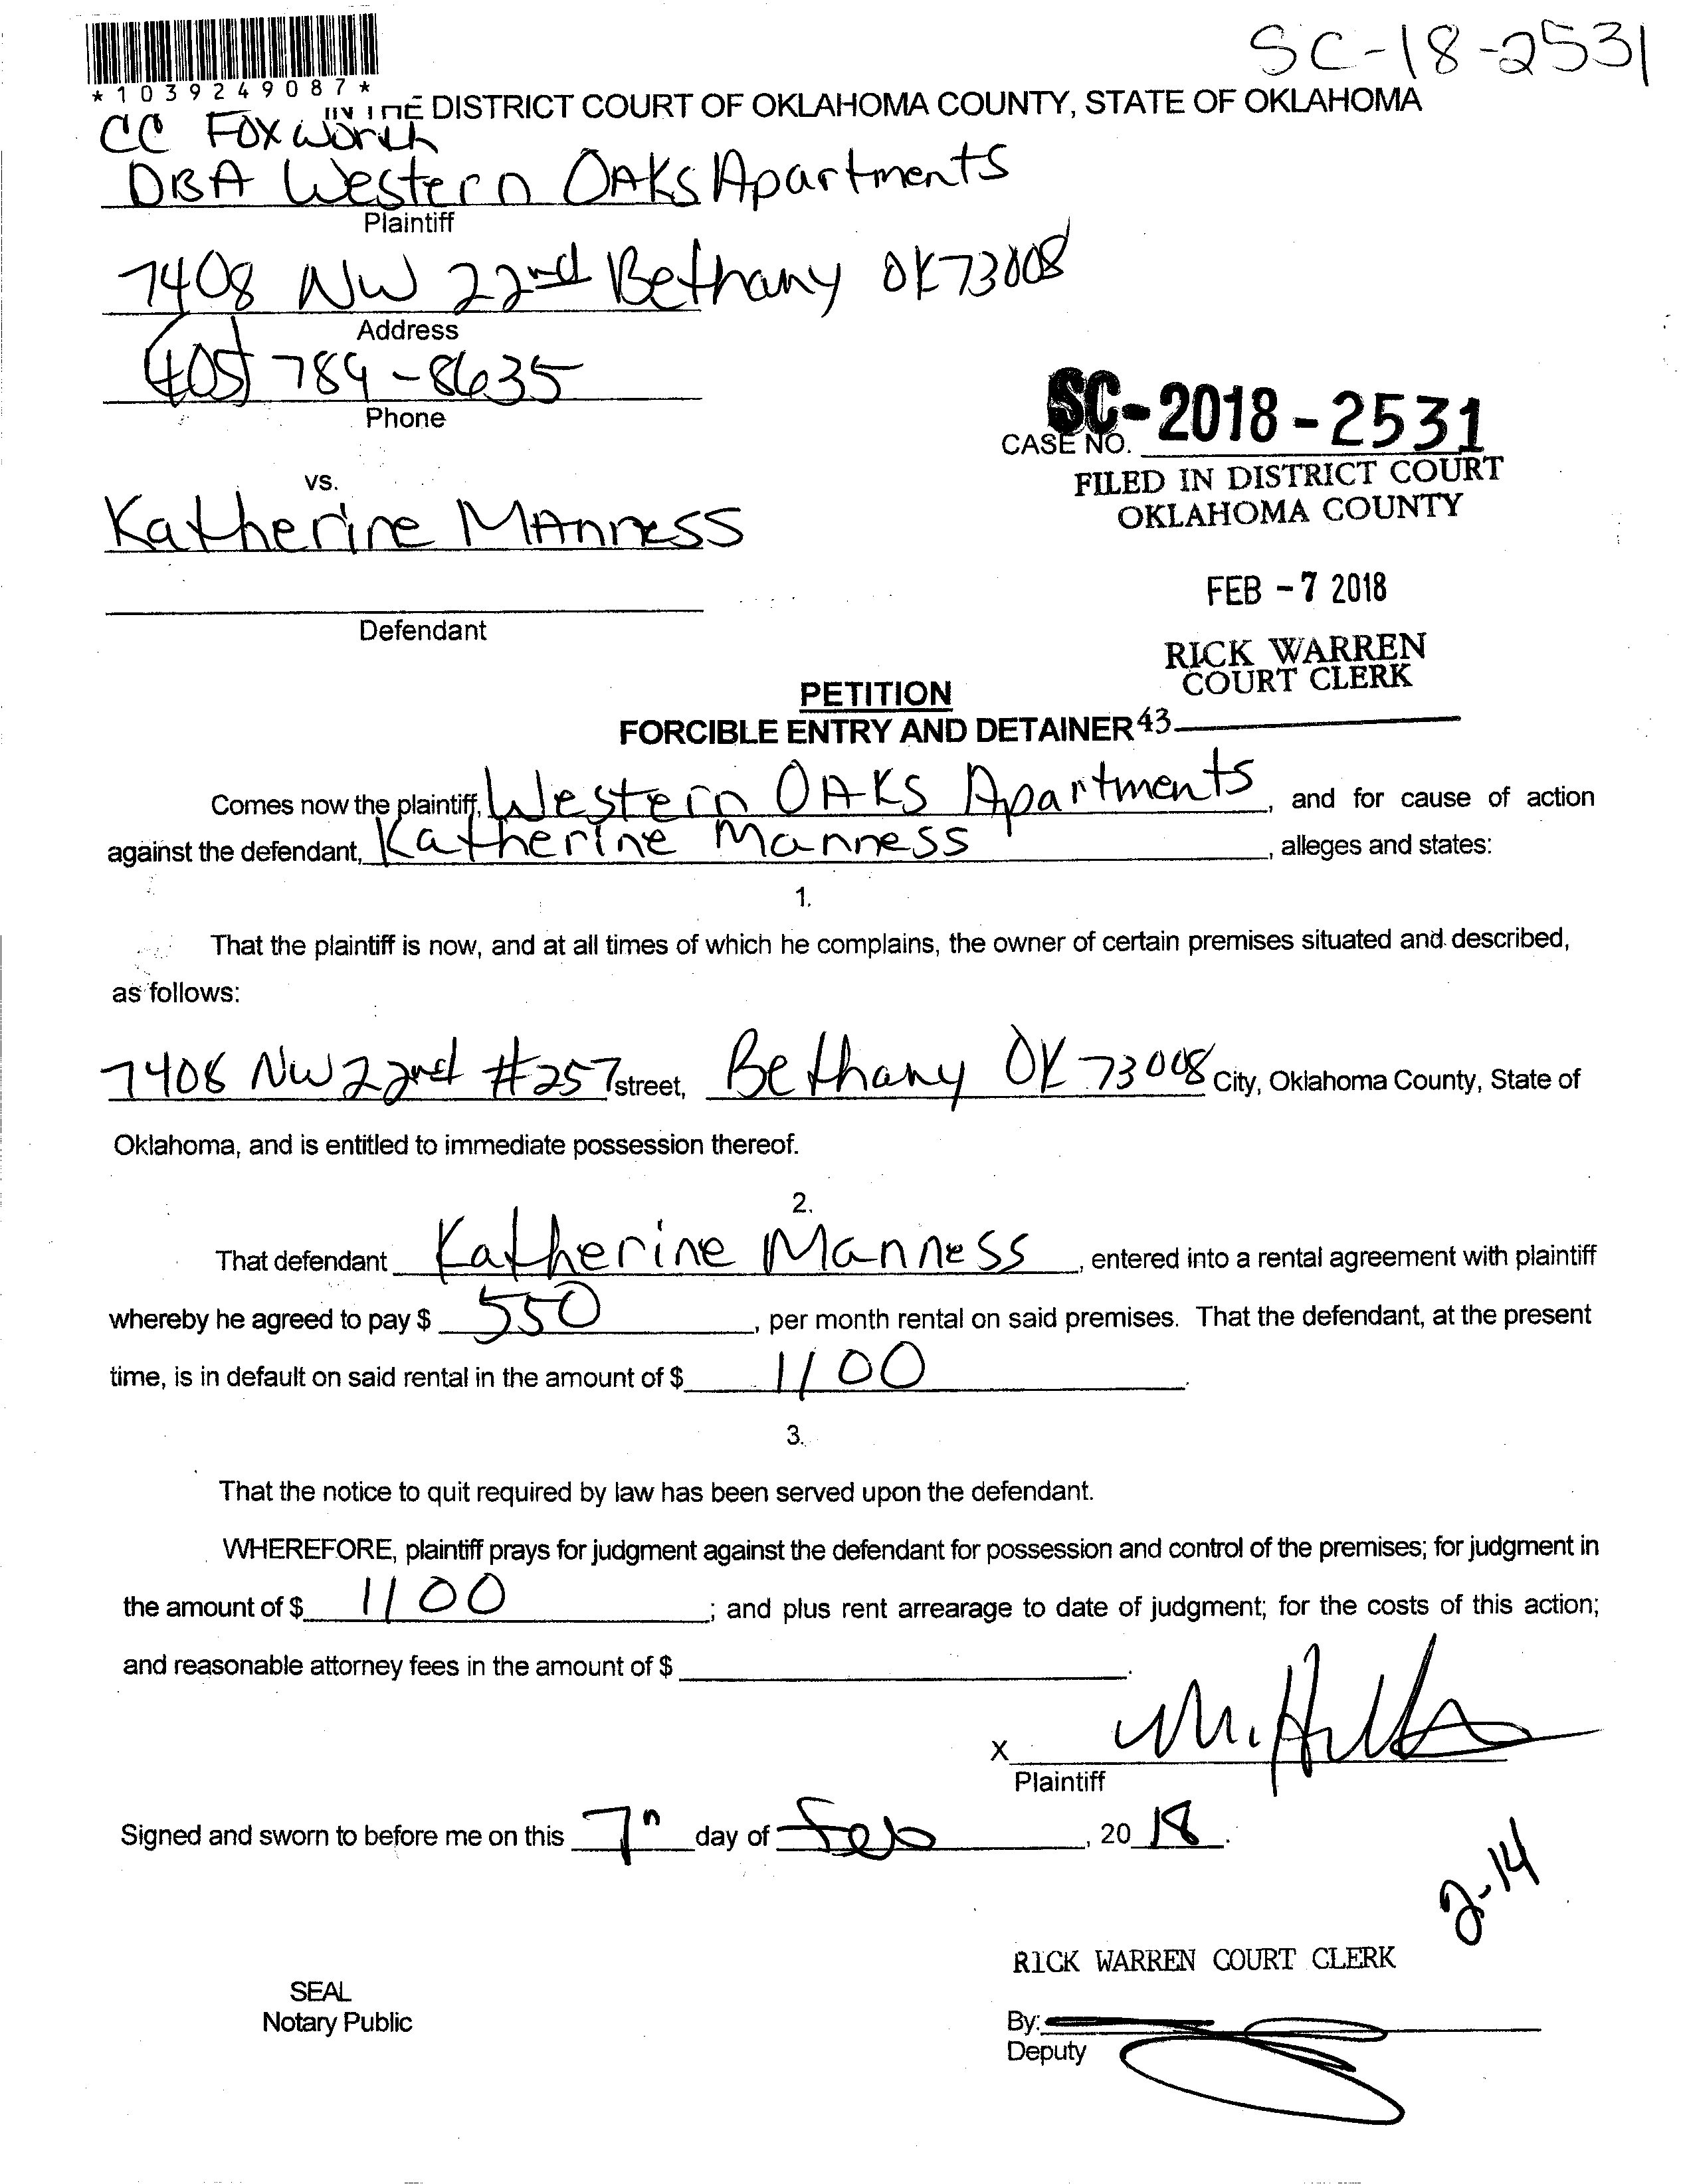 SC-18-2531
*1039249087*
IN THE DISTRICT COURT OF OKLAHOMA COUNTY, STATE OF OKLAHOMA
CC Foxworth
DBA Western OAKS Apartments
Plaintiff
7408 NW 22nd Bethany OK 73008
Address
(405) 789-8635
Phone
SC-2018-2531
CASE NO.
FILED IN DISTRICT COURT
OKLAHOMA COUNTY
vs.
Katherine MAnness
FEB -7 2018
Defendant
RICK WARREN
COURT CLERK
PETITION
FORCIBLE ENTRY AND DETAINER 43
Comes now the plaintiff, Western OAKS Apartments, and for cause of action
against the defendant, Katherine Manness, alleges and states:
1.
That the plaintiff is now, and at all times of which he complains, the owner of certain premises situated and described,
as follows:
7408 NW 22nd #257 street, Bethany OK 73008 City, Oklahoma County, State of
Oklahoma, and is entitled to immediate possession thereof.
2.
That defendant Katherine Manness, entered into a rental agreement with plaintiff
whereby he agreed to pay $ 550, per month rental on said premises. That the defendant, at the present
time, is in default on said rental in the amount of $ 1100.
3.
That the notice to quit required by law has been served upon the defendant.
WHEREFORE, plaintiff prays for judgment against the defendant for possession and control of the premises; for judgment in
the amount of $ 1100; and plus rent arrearage to date of judgment; for the costs of this action;
and reasonable attorney fees in the amount of $ .
X
Plaintiff
Signed and sworn to before me on this 7th day of Feb, 2018.
2-14
RICK WARREN COURT CLERK
SEAL
Notary Public
By:
Deputy